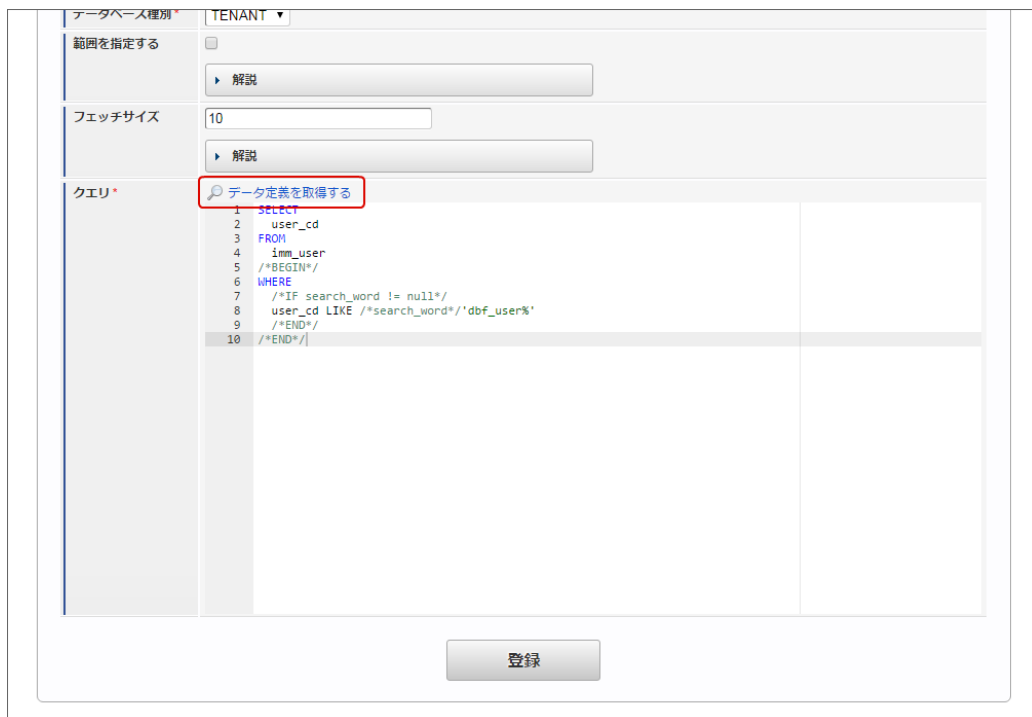 データベース種別* TENANT ▼
範囲を指定する
解説
フェッチサイズ 10
解説
クエリ* データ定義を取得する
1 SELECT
2 user_cd
3 FROM
4 imm_user
5 /*BEGIN*/
6 WHERE
7 /*IF search_word != null*/
8 user_cd LIKE /*search_word*/'dbf_user%'
9 /*END*/
10 /*END*/
登録